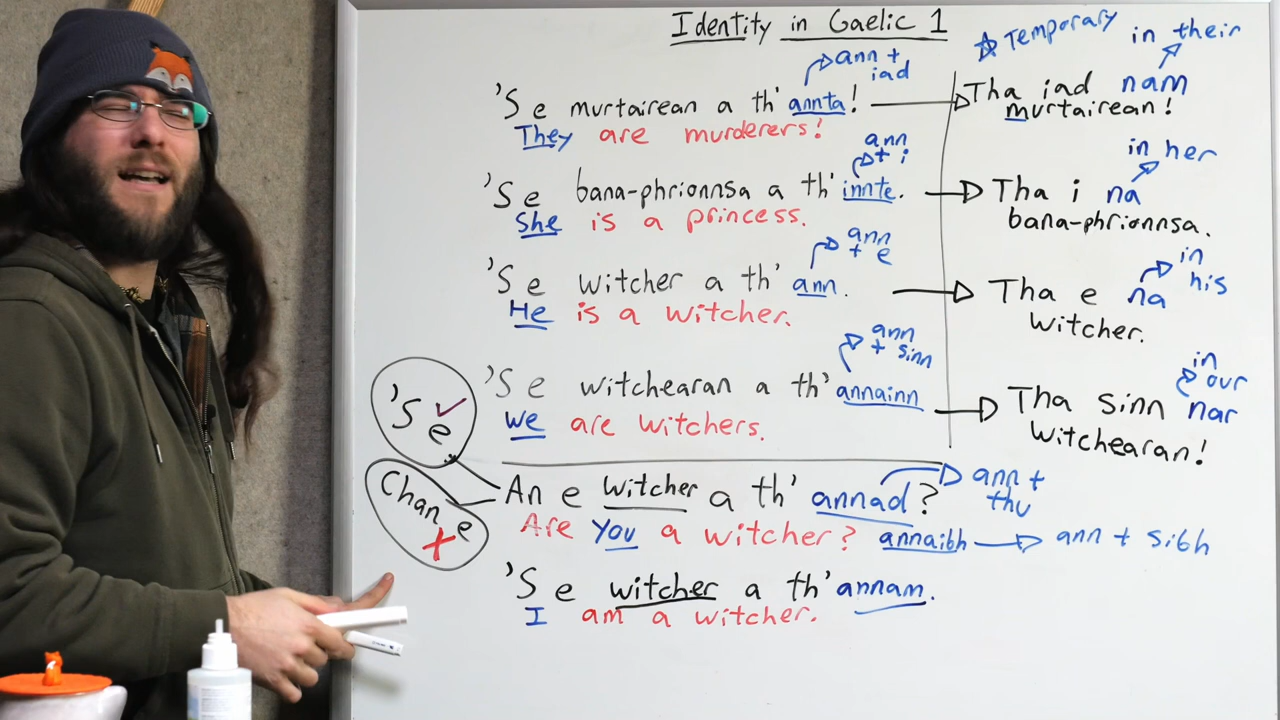 Identity in Gaelic 1
☆ Temporary
'S e murtairean a th' annta!
ann +
iad
They are murderers!
Tha iad nam
murtairean!
in their
'S e bana-phrionnsa a th' innte.
ann
+ i
She is a princess.
Tha i na
bana-phrionnsa.
in her
'S e witcher a th' ann.
ann
+ e
He is a witcher.
Tha e na
witcher.
in
his
'S e witchearan a th' annainn
ann
+ sinn
we are witchers.
Tha sinn nar
witchearan!
in
our
'S e ✓
Chan e
X
An e witcher a th' annad?
ann +
thu
Are you a witcher? annaibh → ann + sibh
'S e witcher a th' annam.
I am a witcher.